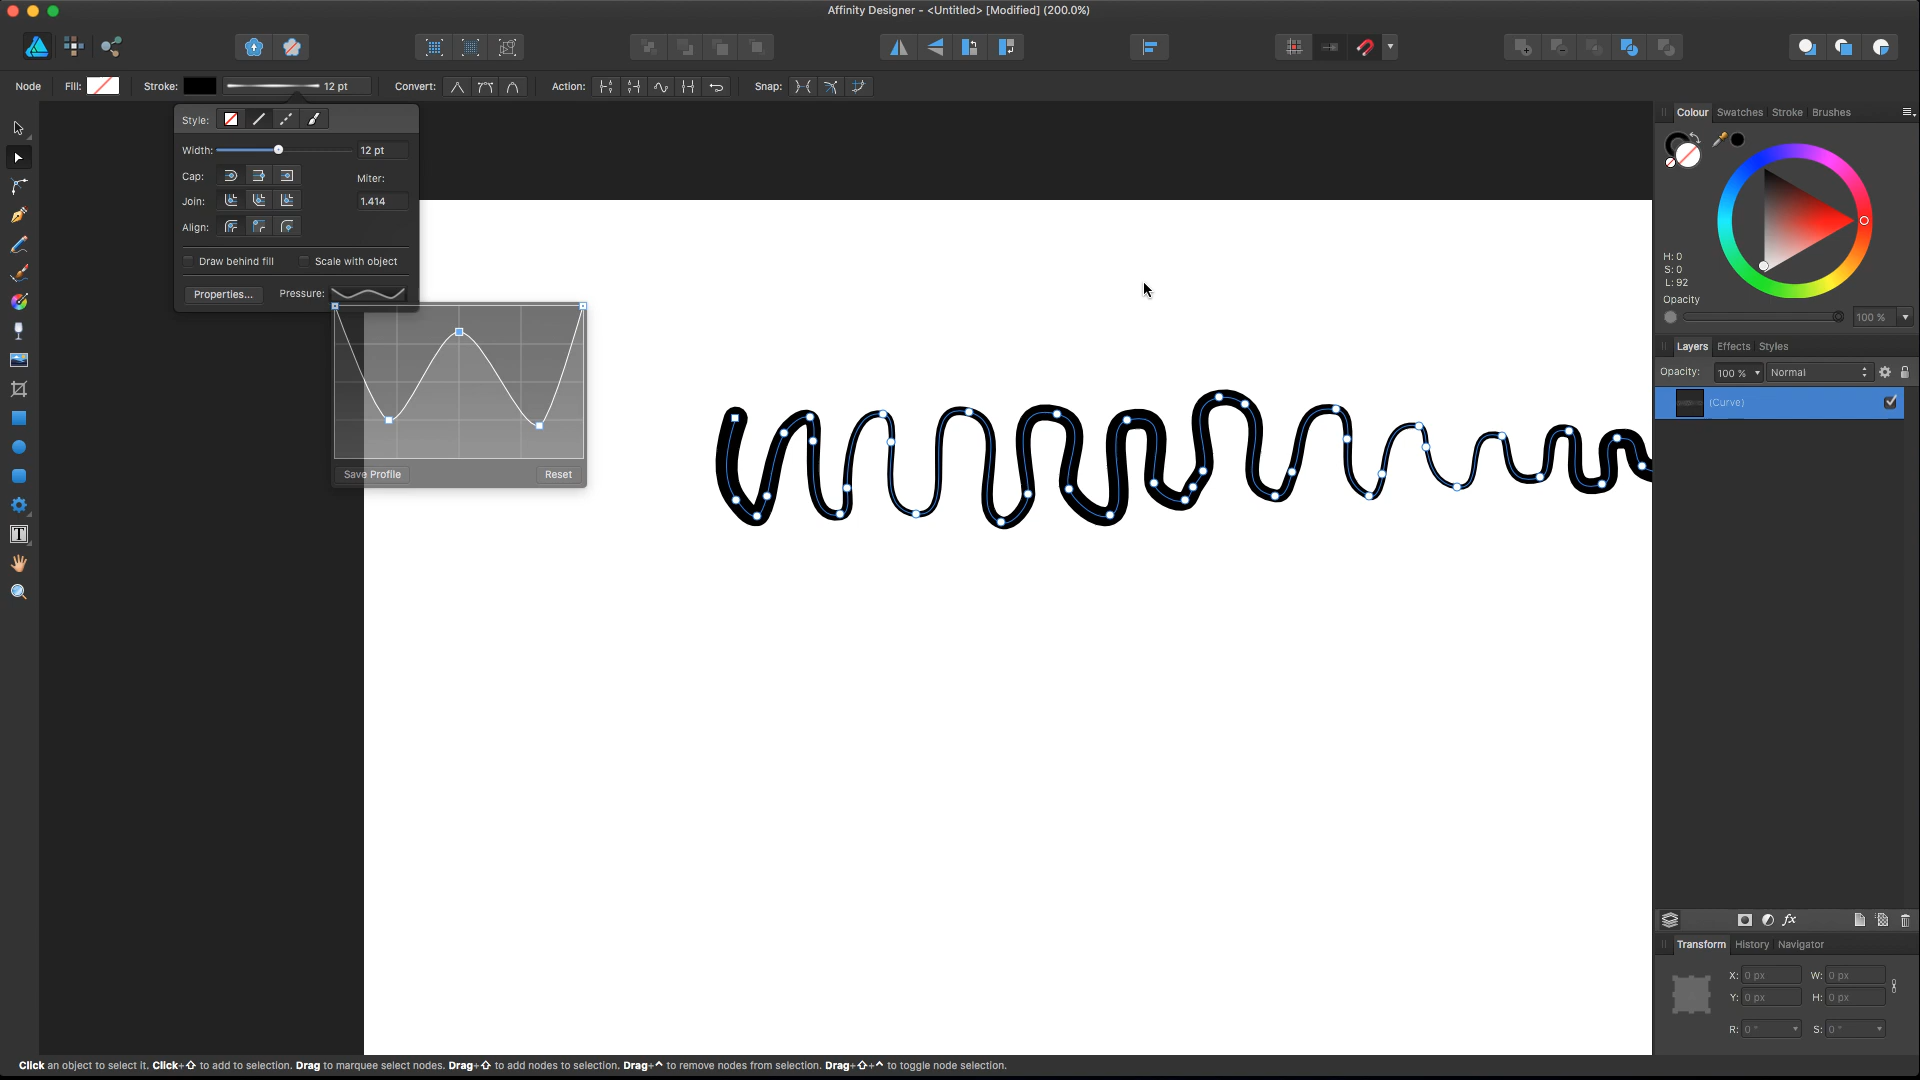 Affinity Designer - <Untitled> [Modified] (200.0%)
Node Fill: Stroke: 12 pt Convert: Action: Snap:
Style:
Width: 12 pt
Cap: Miter:
Join: 1.414
Align:
Draw behind fill Scale with object
Properties... Pressure:
Save Profile Reset
Colour Swatches Stroke Brushes
H: 0
S: 0
L: 92
Opacity
100 %
Layers Effects Styles
Opacity: 100 % Normal
(Curve)
fx
Transform History Navigator
X: 0 px W: 0 px
Y: 0 px H: 0 px
R: 0 ° S: 0 °
Click an object to select it. Click+⇧ to add to selection. Drag to marquee select nodes. Drag+⇧ to add nodes to selection. Drag+^ to remove nodes from selection. Drag+⇧+^ to toggle node selection.